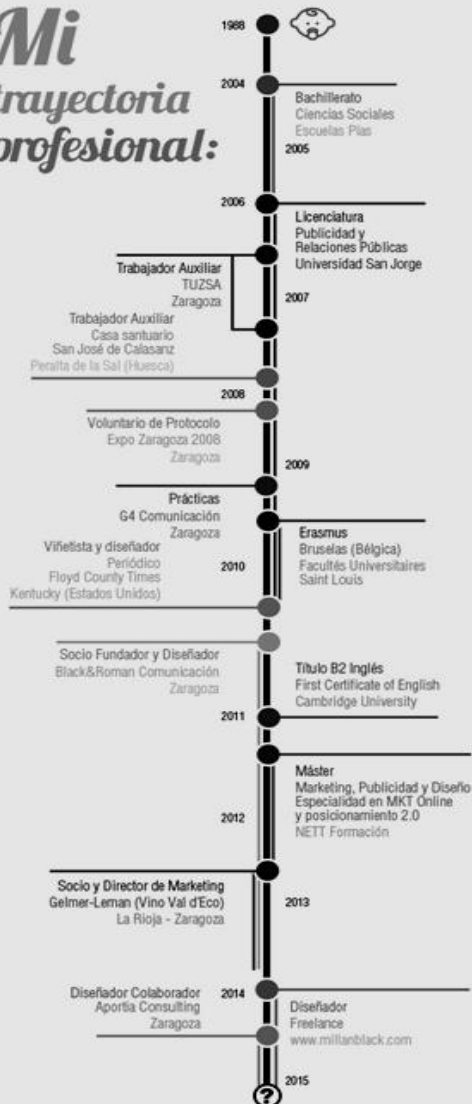 Mi
trayectoria
profesional:
1988
2004
Bachillerato
Ciencias Sociales
Escuelas Pías
2005
2006
Licenciatura
Publicidad y
Relaciones Públicas
Universidad San Jorge
Trabajador Auxiliar
TUZSA
Zaragoza
2007
Trabajador Auxiliar
Casa santuario
San José de Calasanz
Peralta de la Sal (Huesca)
2008
Voluntario de Protocolo
Expo Zaragoza 2008
Zaragoza
2009
Prácticas
G4 Comunicación
Zaragoza
Erasmus
Bruselas (Bélgica)
Facultés Universitaires
Saint Louis
Viñetista y diseñador
Periódico
Floyd County Times
Kentucky (Estados Unidos)
2010
Socio Fundador y Diseñador
Black&Roman Comunicación
Zaragoza
Título B2 Inglés
First Certificate of English
Cambridge University
2011
Máster
Marketing, Publicidad y Diseño
Especialidad en MKT Online
y posicionamiento 2.0
NETT Formación
2012
Socio y Director de Marketing
Gelmer-Leman (Vino Val d'Eco)
La Rioja - Zaragoza
2013
2014
Diseñador Colaborador
Aportia Consulting
Zaragoza
Diseñador
Freelance
www.millanblack.com
2015
?